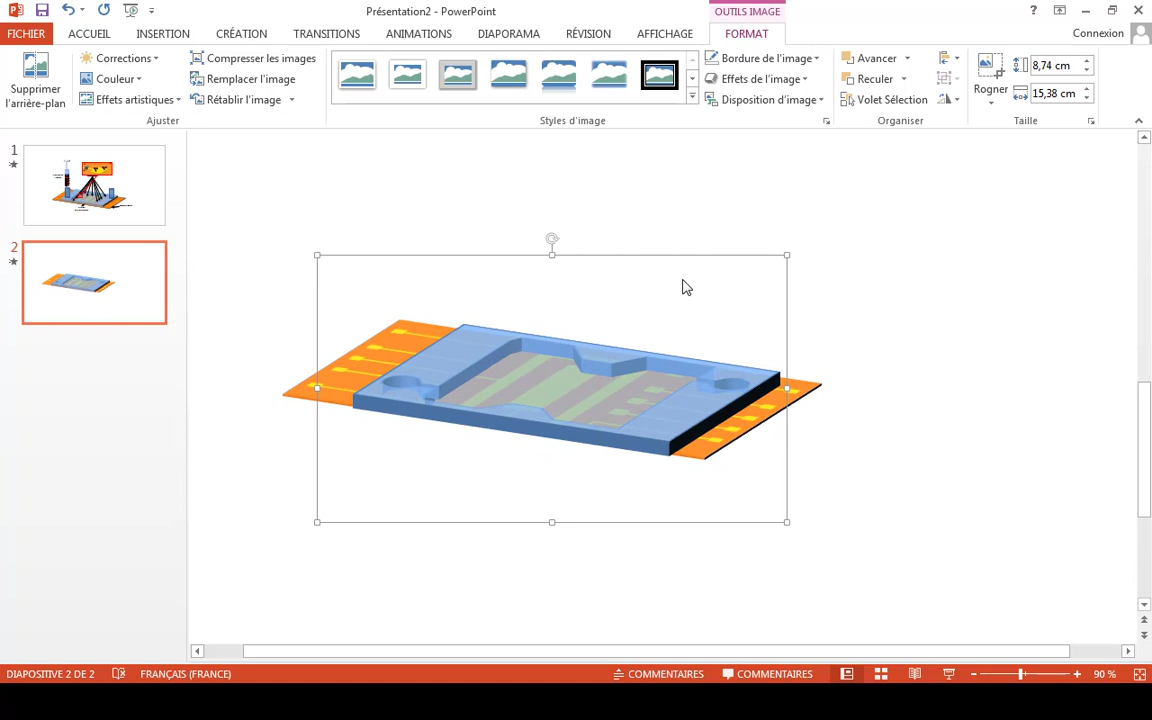 Présentation2 - PowerPoint
OUTILS IMAGE
?
FICHIER ACCUEIL INSERTION CRÉATION TRANSITIONS ANIMATIONS DIAPORAMA RÉVISION AFFICHAGE FORMAT Connexion
Supprimer l'arrière-plan
Corrections
Couleur
Effets artistiques
Compresser les images
Remplacer l'image
Rétablir l'image
Bordure de l'image
Effets de l'image
Disposition d'image
Avancer
Reculer
Volet Sélection
Rogner
8,74 cm
15,38 cm
Ajuster Styles d'image Organiser Taille
1
2
DIAPOSITIVE 2 DE 2 FRANÇAIS (FRANCE) COMMENTAIRES COMMENTAIRES 90 %